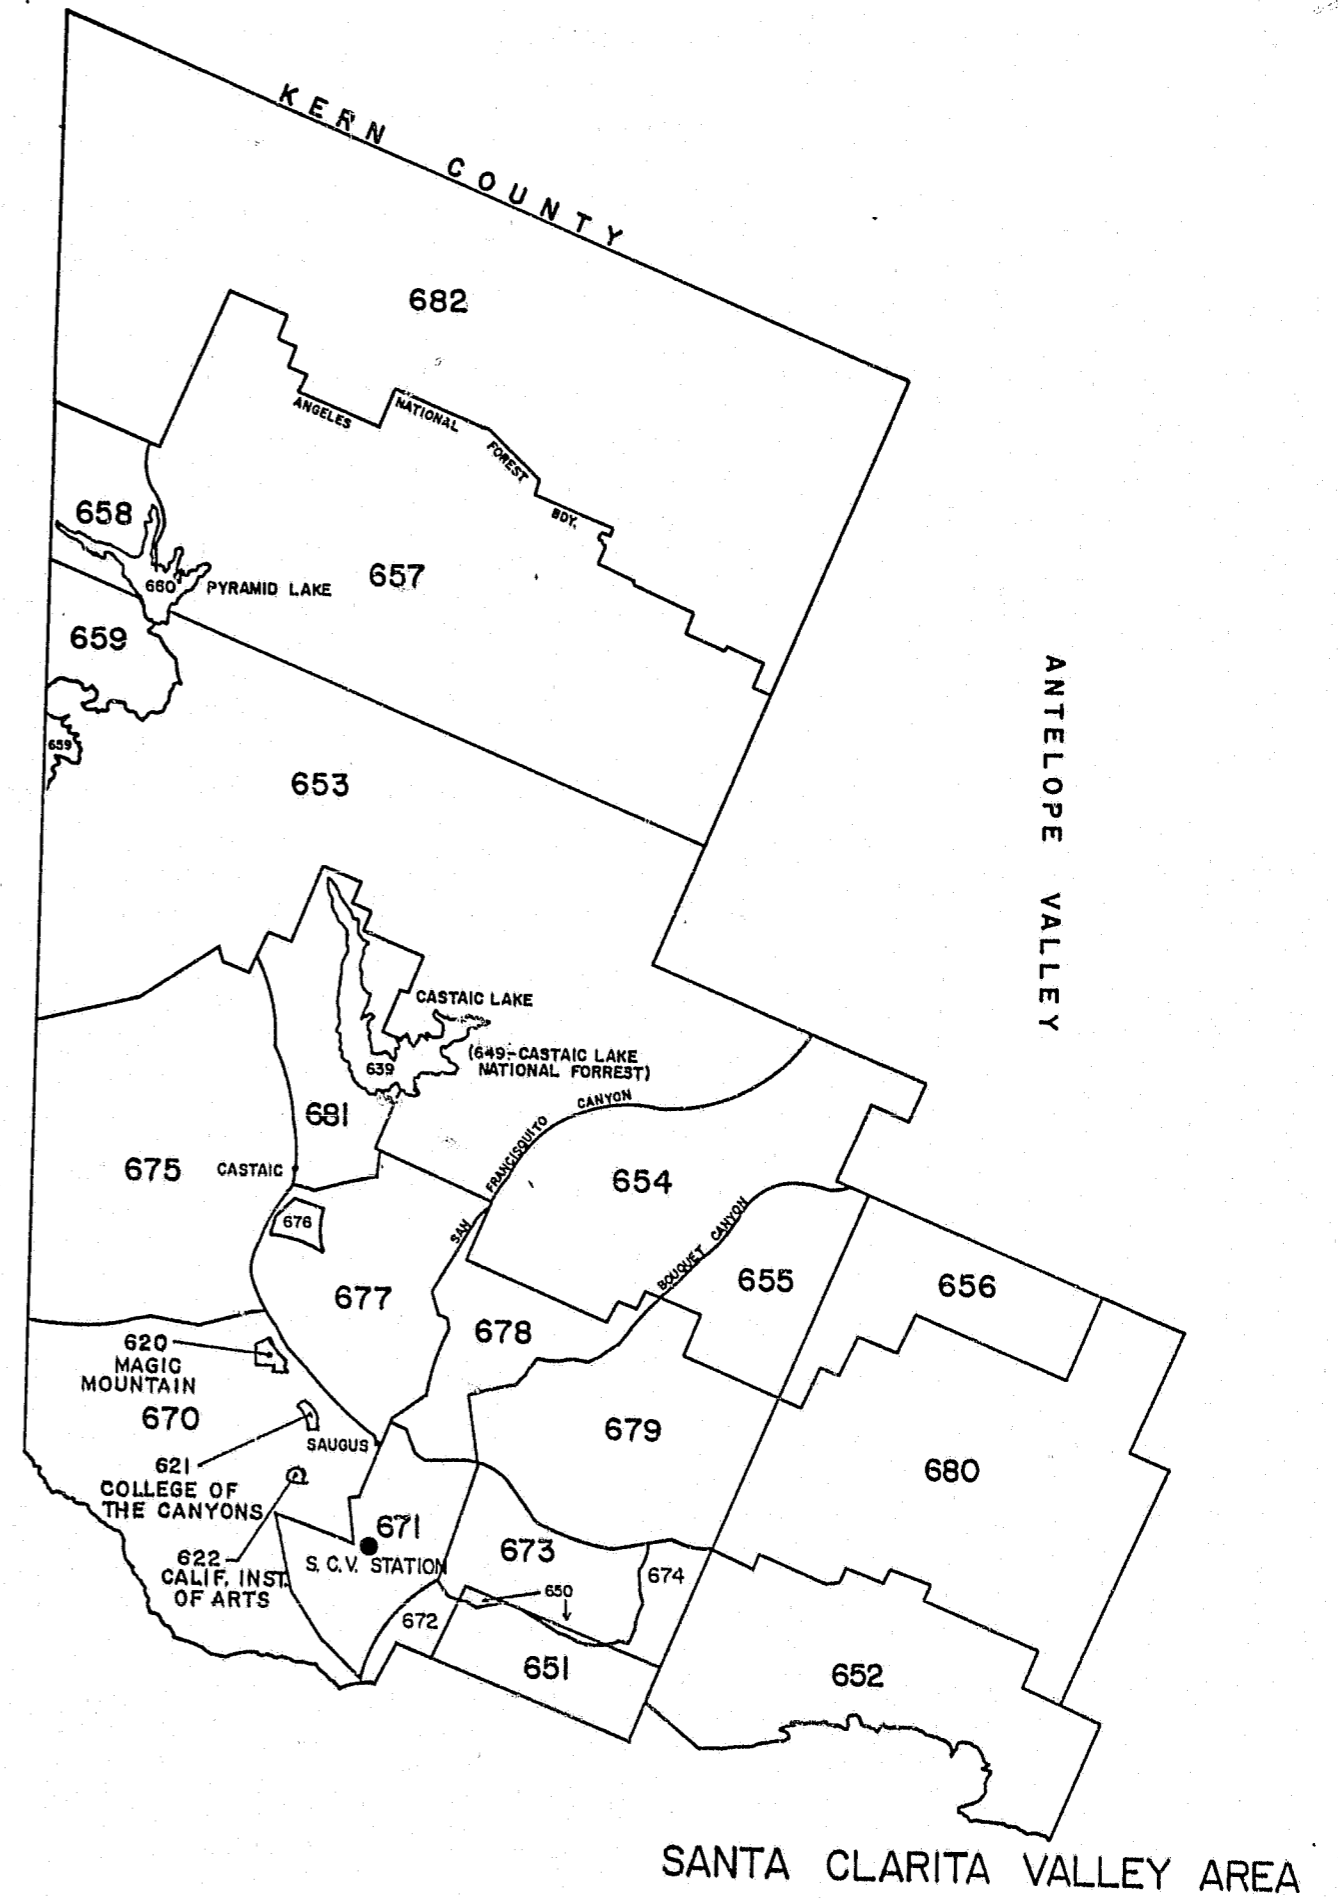 KERN COUNTY
682
ANGELES NATIONAL FOREST BDY.
658
657
660
PYRAMID LAKE
659
ANTELOPE VALLEY
659
653
CASTAIC LAKE
(649-CASTAIC LAKE
NATIONAL FORREST)
639
681
SAN FRANCISQUITO CANYON
675
CASTAIC
654
676
BOUQUET CANYON
655
656
677
678
620
MAGIC
MOUNTAIN
670
679
SAUGUS
621
COLLEGE OF
THE CANYONS
680
671
S.C.V. STATION
673
622
CALIF. INST.
OF ARTS
674
650
672
651
652
SANTA CLARITA VALLEY AREA